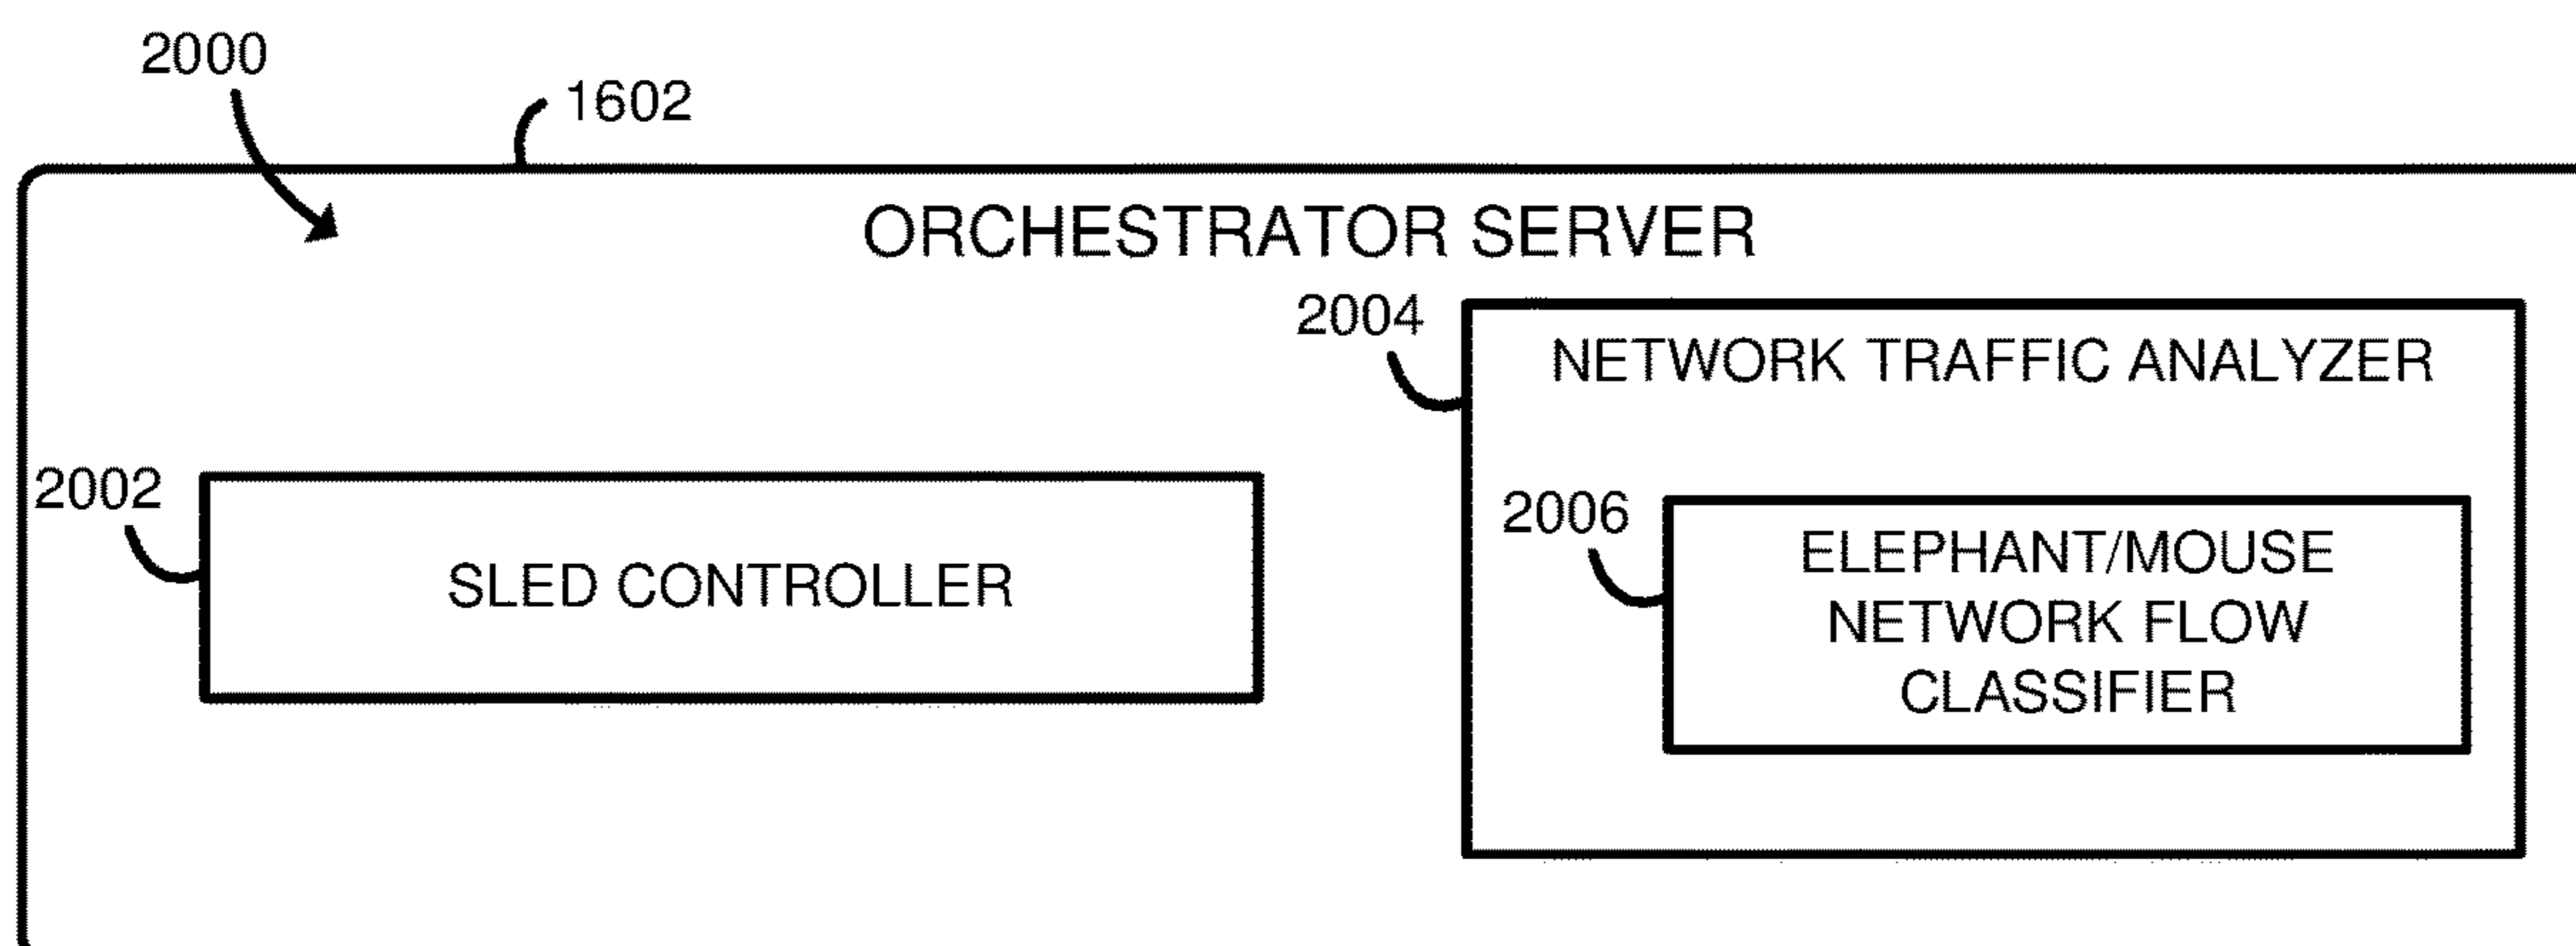 2000
1602
ORCHESTRATOR SERVER
2004
NETWORK TRAFFIC ANALYZER
2002
SLED CONTROLLER
2006
ELEPHANT/MOUSE
NETWORK FLOW
CLASSIFIER